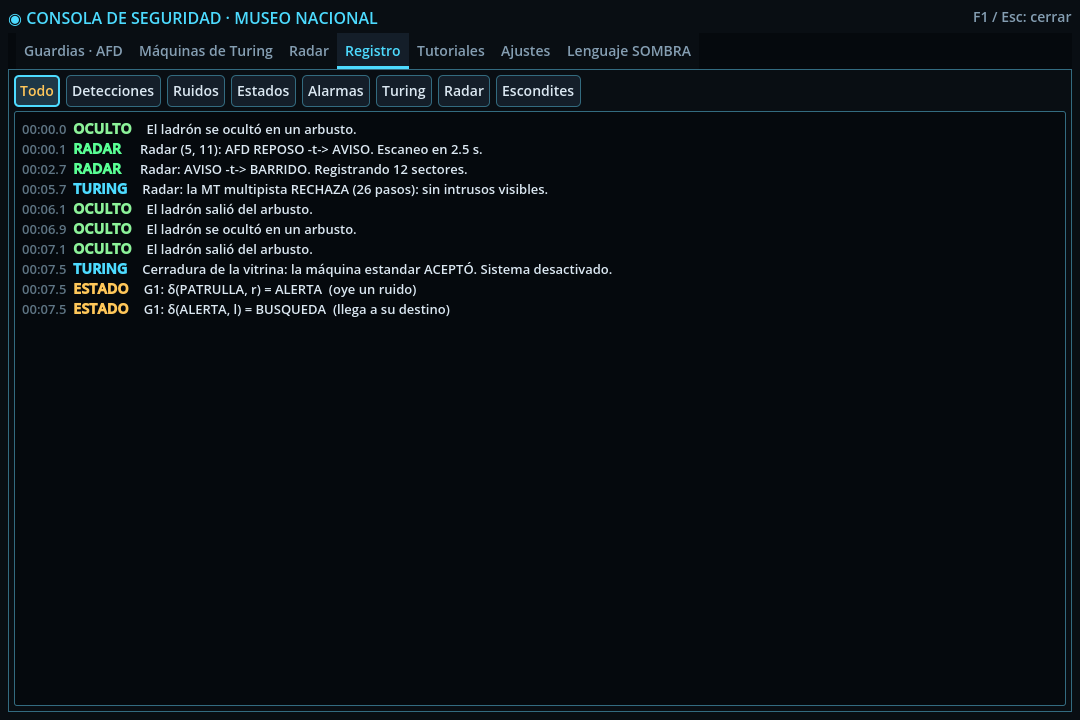 ◉ CONSOLA DE SEGURIDAD · MUSEO NACIONAL
F1 / Esc: cerrar
Guardias · AFD Máquinas de Turing Radar Registro Tutoriales Ajustes Lenguaje SOMBRA
Todo Detecciones Ruidos Estados Alarmas Turing Radar Escondites
00:00.0 OCULTO El ladrón se ocultó en un arbusto.
00:00.1 RADAR Radar (5, 11): AFD REPOSO -t-> AVISO. Escaneo en 2.5 s.
00:02.7 RADAR Radar: AVISO -t-> BARRIDO. Registrando 12 sectores.
00:05.7 TURING Radar: la MT multipista RECHAZA (26 pasos): sin intrusos visibles.
00:06.1 OCULTO El ladrón salió del arbusto.
00:06.9 OCULTO El ladrón se ocultó en un arbusto.
00:07.1 OCULTO El ladrón salió del arbusto.
00:07.5 TURING Cerradura de la vitrina: la máquina estandar ACEPTÓ. Sistema desactivado.
00:07.5 ESTADO G1: δ(PATRULLA, r) = ALERTA (oye un ruido)
00:07.5 ESTADO G1: δ(ALERTA, l) = BUSQUEDA (llega a su destino)